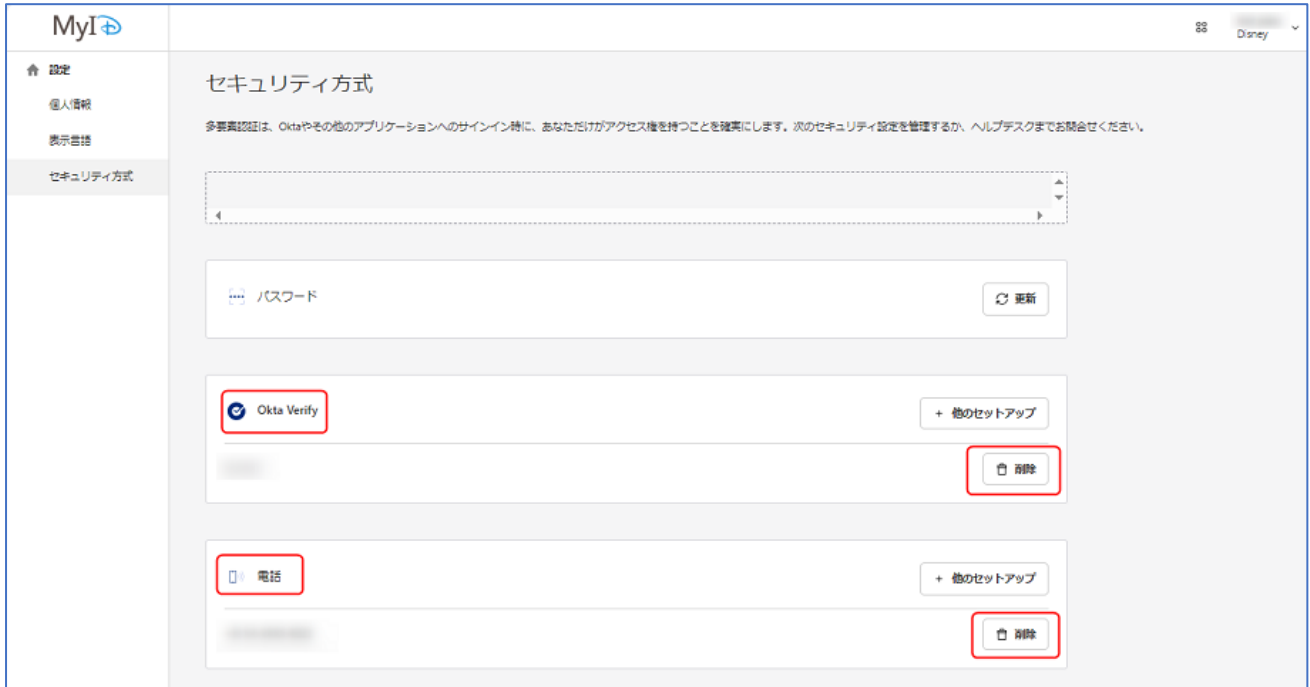 MyID
Disney
設定
個人情報
表示言語
セキュリティ方式
セキュリティ方式
多要素認証は、Oktaやその他のアプリケーションへのサインイン時に、あなただけがアクセス権を持つことを確実にします。次のセキュリティ設定を管理するか、ヘルプデスクまでお問合せください。
パスワード
更新
Okta Verify
+ 他のセットアップ
削除
電話
+ 他のセットアップ
削除